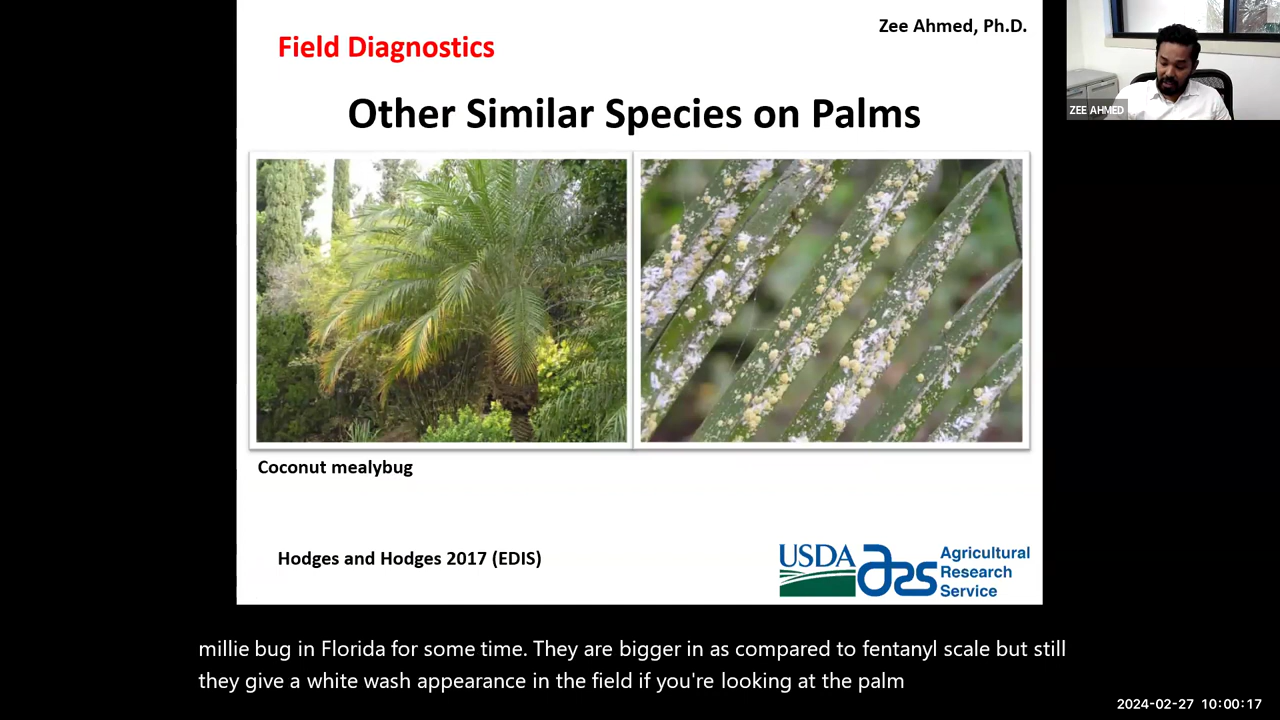 Zee Ahmed, Ph.D.
Field Diagnostics
Other Similar Species on Palms
ZEE AHMED
Coconut mealybug
Hodges and Hodges 2017 (EDIS)
USDA ars Agricultural
Research
Service
millie bug in Florida for some time. They are bigger in as compared to fentanyl scale but still
they give a white wash appearance in the field if you're looking at the palm
2024-02-27 10:00:17